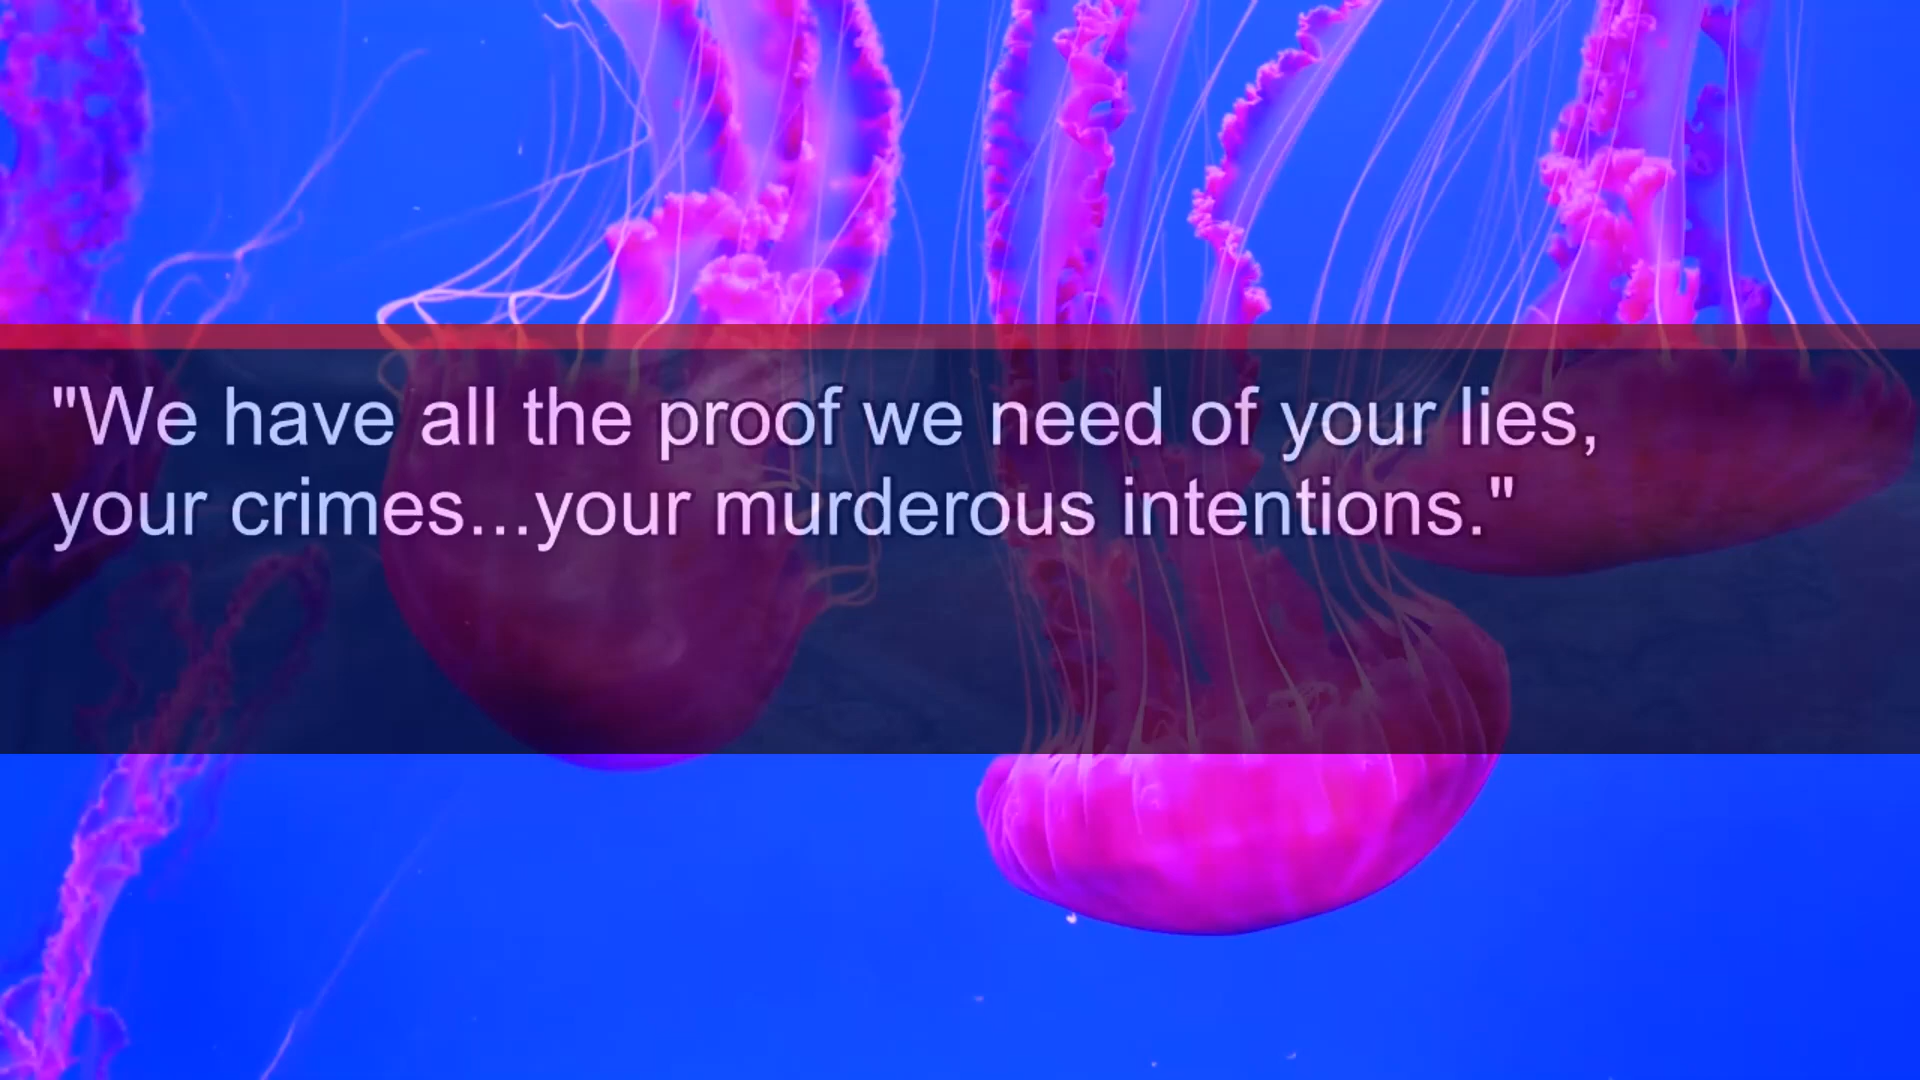 "We have all the proof we need of your lies,
your crimes...your murderous intentions."